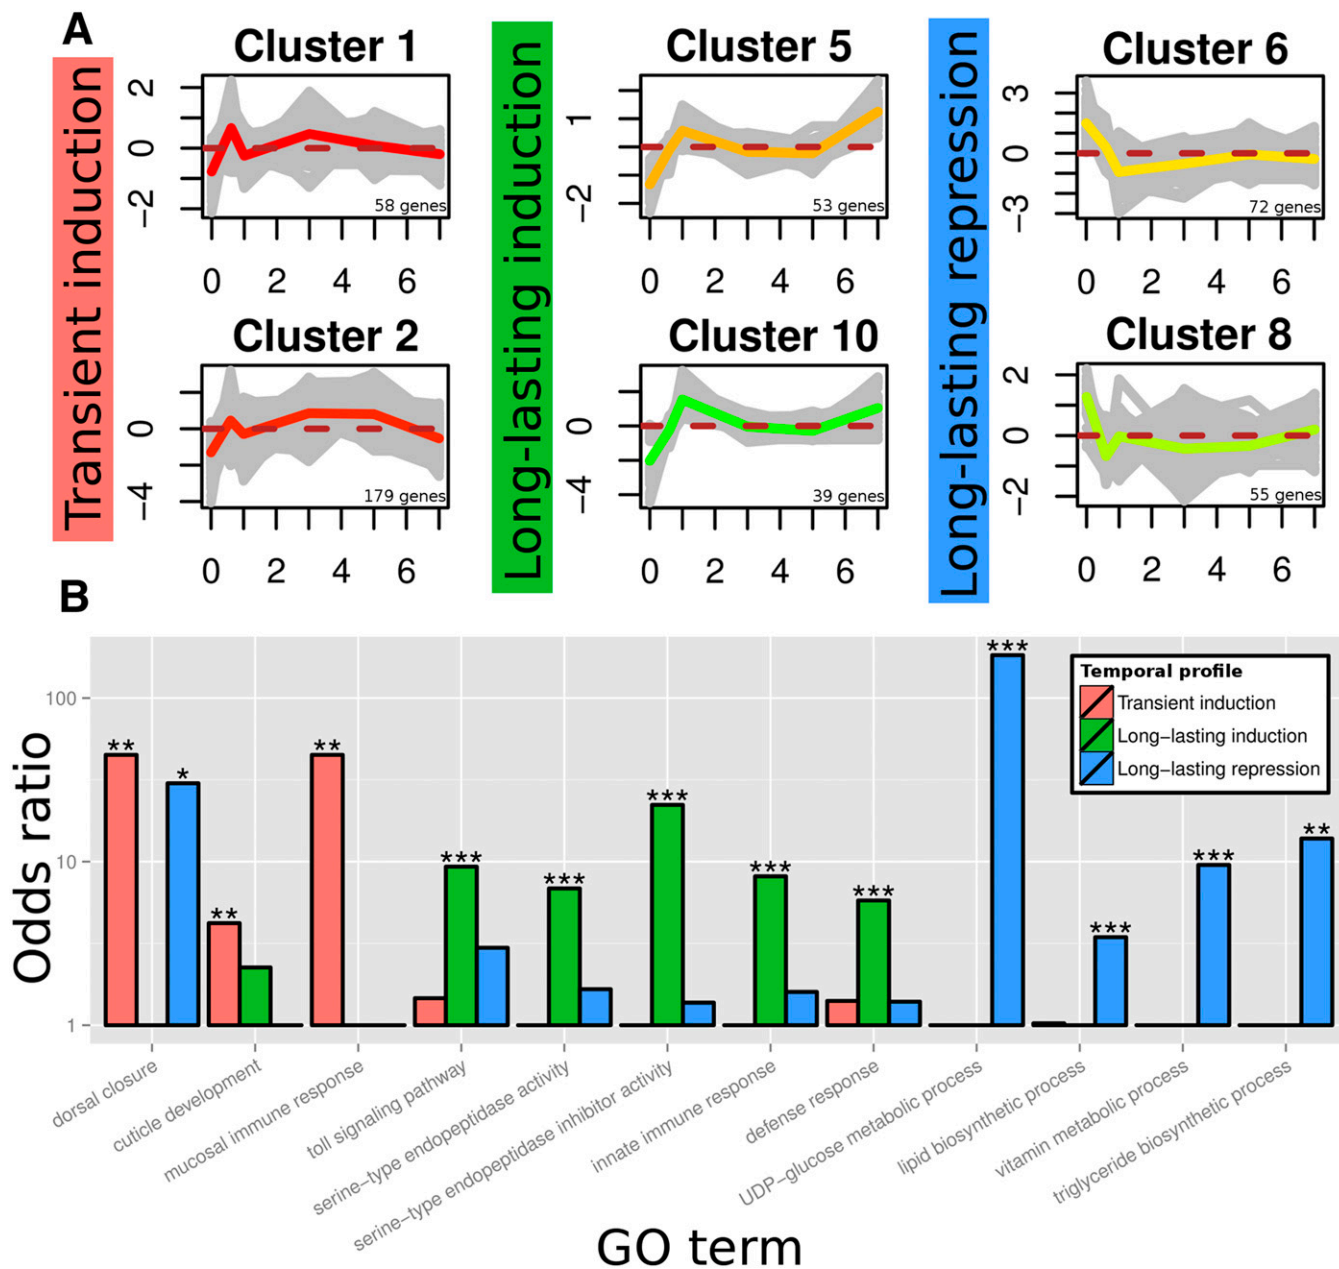 A
Transient induction
Long-lasting induction
Long-lasting repression
Cluster 1
2
0
−2
58 genes
0 2 4 6
Cluster 5
1
−2
53 genes
0 2 4 6
Cluster 6
3
0
−3
72 genes
0 2 4 6
Cluster 2
0
−4
179 genes
0 2 4 6
Cluster 10
0
−4
39 genes
0 2 4 6
Cluster 8
2
0
−2
55 genes
0 2 4 6
B
Odds ratio
100
10
1
**
*
**
**
***
***
***
***
***
***
***
***
**
Temporal profile
Transient induction
Long−lasting induction
Long−lasting repression
dorsal closure
cuticle development
mucosal immune response
toll signaling pathway
serine−type endopeptidase activity
serine−type endopeptidase inhibitor activity
innate immune response
defense response
UDP−glucose metabolic process
lipid biosynthetic process
vitamin metabolic process
triglyceride biosynthetic process
GO term